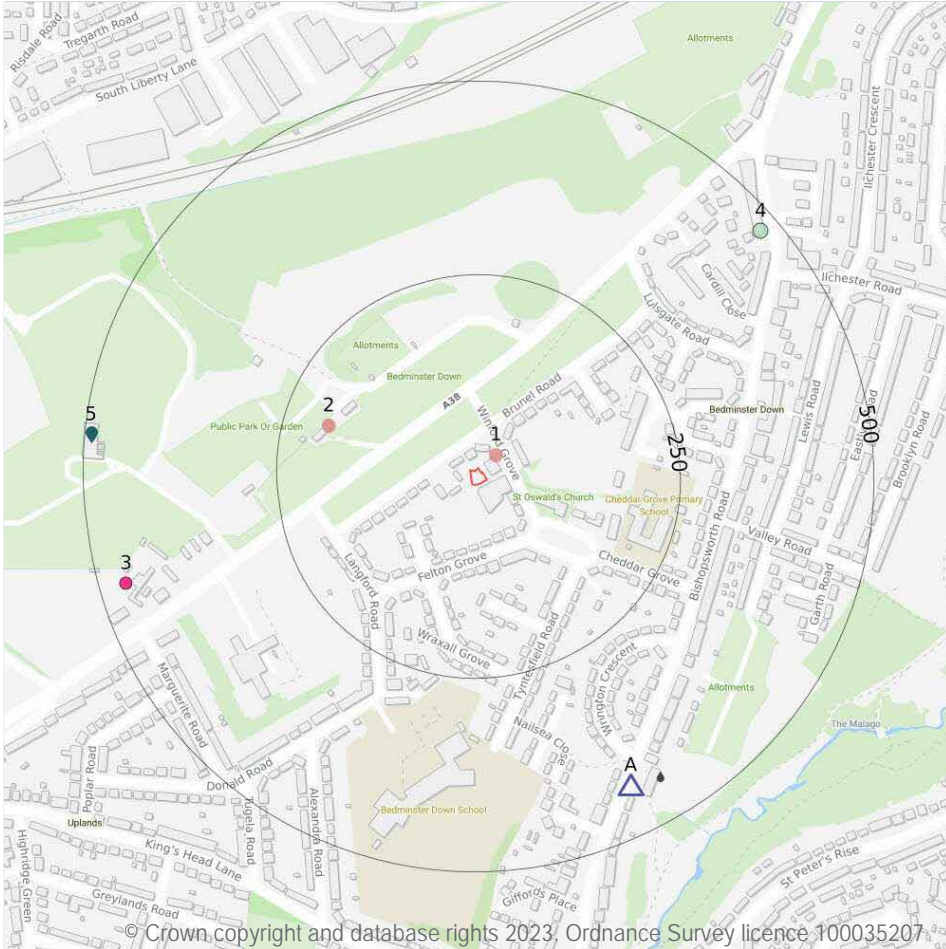 Risdale Road
Tregarth Road
South Liberty Lane
Allotments
Ilchester Crescent
4
Cardill Close
Ilchester Road
Lulsgate Road
Allotments
Bedminster Down
A38
Brunel Road
Winford Grove
Lewis Road
Bedminster Down
500
Brooklyn Road
5
2
Public Park Or Garden
1
250
St Oswald's Church
Cheddar Grove Primary
School
Bishopsworth Road
Valley Road
3
Langford Road
Felton Grove
Cheddar Grove
Garth Road
Wraxall Grove
Tyntesfield Road
Wrington Crescent
Marguerite Road
Allotments
The Malago
Nailsea Close
A
Poplar Road
Donald Road
Tugela Road
Alexandra Road
Bedminster Down School
Uplands
King's Head Lane
Highridge Green
Greylands Road
Giffords Place
St Peter's Rise
© Crown copyright and database rights 2023. Ordnance Survey licence 100035207.